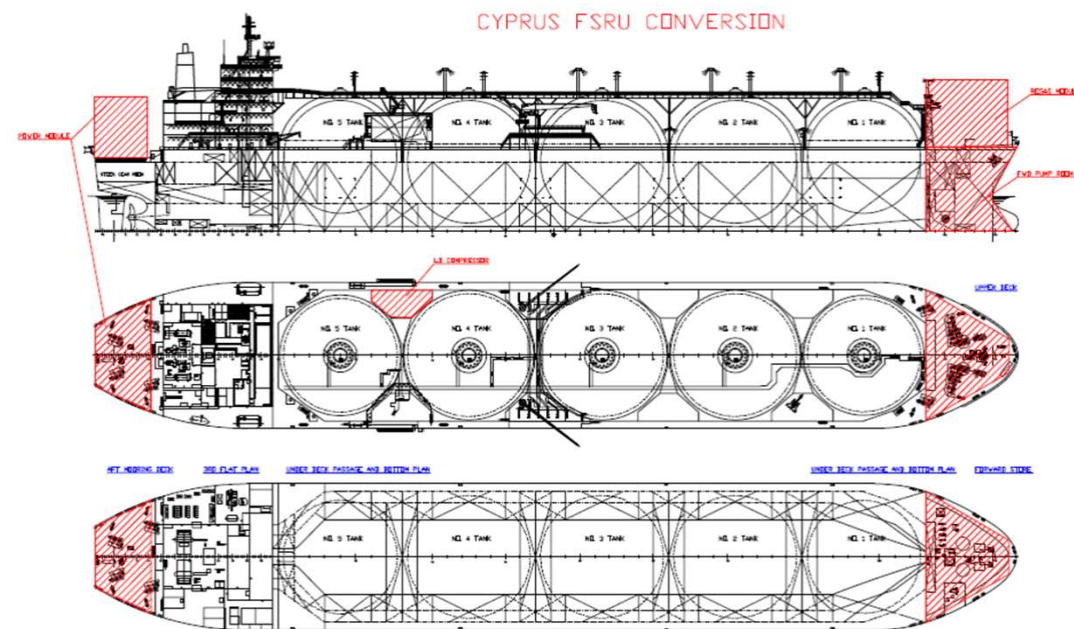 CYPRUS FSRU CONVERSION
NO. 5 TANK
NO. 4 TANK
NO. 3 TANK
NO. 2 TANK
NO. 1 TANK
REGAS MODU
POWER MODULE
STEER GEAR ROOM
FWD PUMP ROOM
LD COMPRESSOR
UPPER DECK
NO. 5 TANK
NO. 4 TANK
NO. 3 TANK
NO. 2 TANK
NO. 1 TANK
AFT MOORING DECK
3RD FLAT PLAN
UNDER DECK PASSAGE AND BOTTOM PLAN
UNDER DECK PASSAGE AND BOTTOM PLAN
FORWARD STORE
NO. 5 TANK
NO. 4 TANK
NO. 3 TANK
NO. 2 TANK
NO. 1 TANK